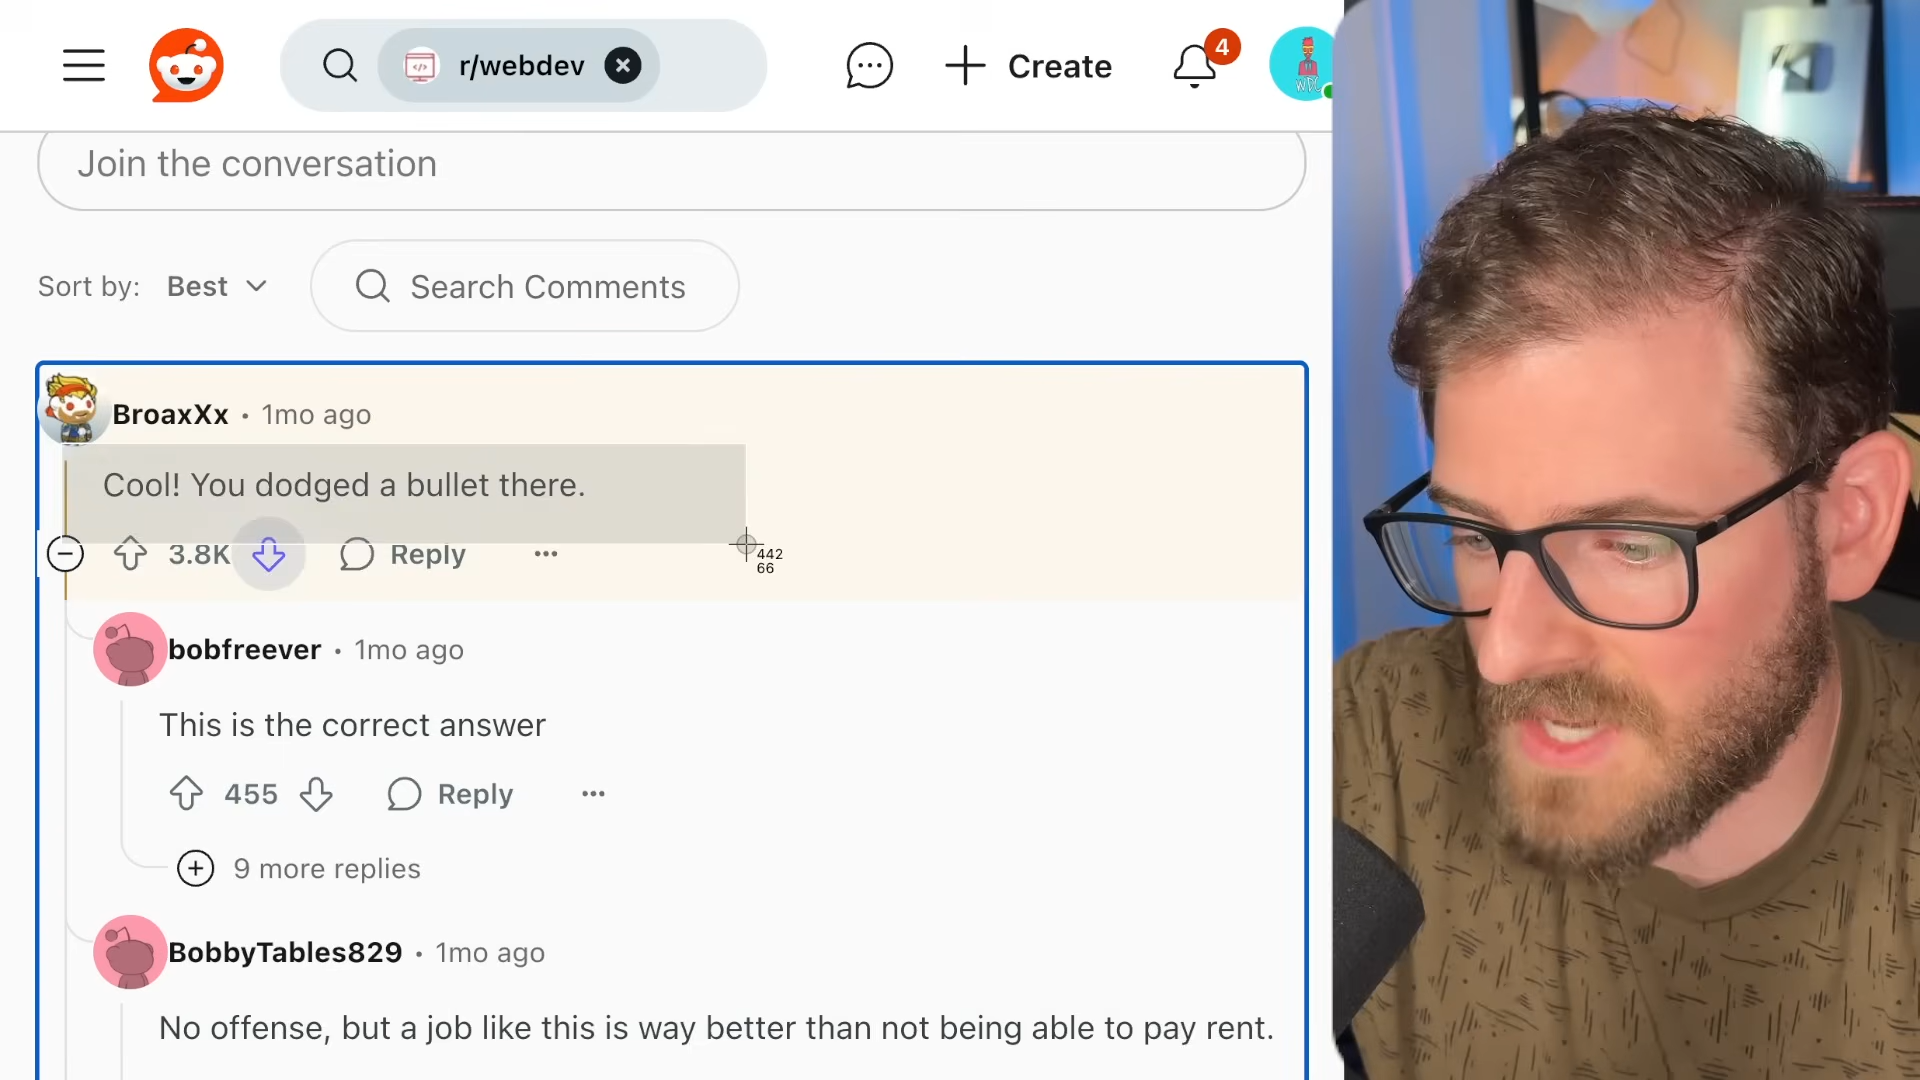 r/webdev
Create
4
WDC
Join the conversation
Sort by: Best
Search Comments
BroaxXx • 1mo ago
Cool! You dodged a bullet there.
3.8K Reply
442
66
bobfreever • 1mo ago
This is the correct answer
455 Reply
9 more replies
BobbyTables829 • 1mo ago
No offense, but a job like this is way better than not being able to pay rent.